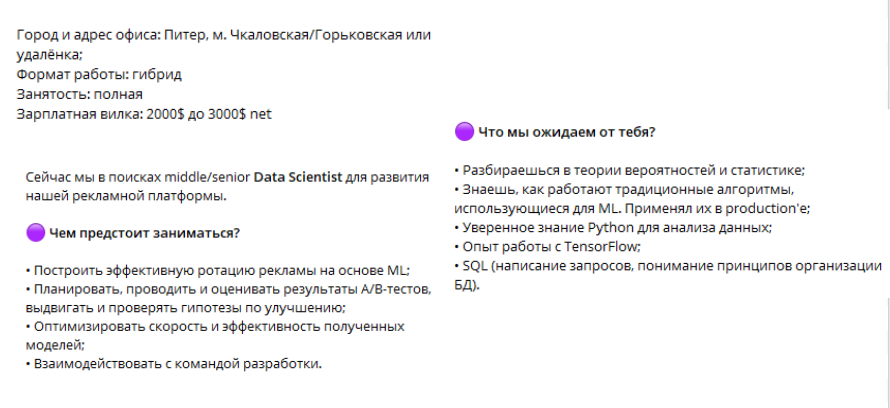 Город и адрес офиса: Питер, м. Чкаловская/Горьковская или
удалёнка;
Формат работы: гибрид
Занятость: полная
Зарплатная вилка: 2000$ до 3000$ net
Сейчас мы в поисках middle/senior Data Scientist для развития
нашей рекламной платформы.
Чем предстоит заниматься?
• Построить эффективную ротацию рекламы на основе ML;
• Планировать, проводить и оценивать результаты A/B-тестов,
выдвигать и проверять гипотезы по улучшению;
• Оптимизировать скорость и эффективность полученных
моделей;
• Взаимодействовать с командой разработки.
Что мы ожидаем от тебя?
• Разбираешься в теории вероятностей и статистике;
• Знаешь, как работают традиционные алгоритмы,
использующиеся для ML. Применял их в production'е;
• Уверенное знание Python для анализа данных;
• Опыт работы с TensorFlow;
• SQL (написание запросов, понимание принципов организации
БД).